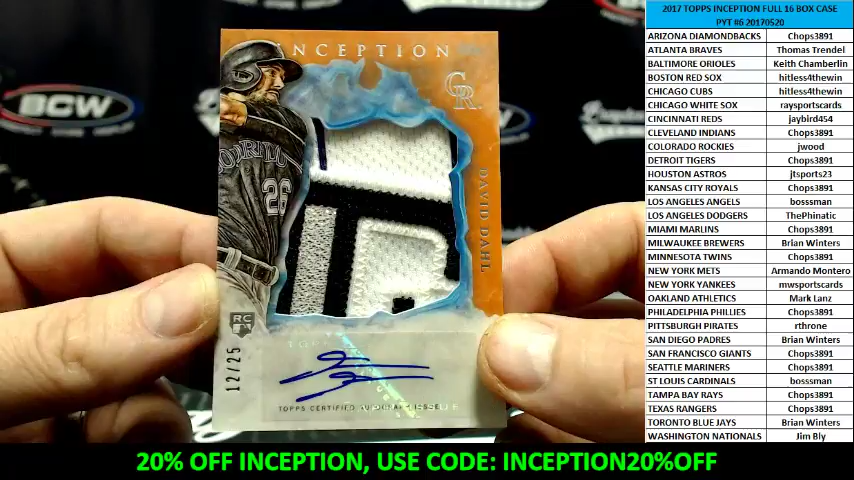 2017 TOPPS INCEPTION FULL 16 BOX CASE
PYT #6 20170520
ARIZONA DIAMONDBACKS Chops3891
ATLANTA BRAVES Thomas Trendel
BALTIMORE ORIOLES Keith Chamberlin
BOSTON RED SOX hitless4thewin
CHICAGO CUBS hitless4thewin
CHICAGO WHITE SOX raysportscards
CINCINNATI REDS jaybird454
CLEVELAND INDIANS Chops3891
COLORADO ROCKIES jwood
DETROIT TIGERS Chops3891
HOUSTON ASTROS jtsports23
KANSAS CITY ROYALS Chops3891
LOS ANGELES ANGELS bosssman
LOS ANGELES DODGERS ThePhinatic
MIAMI MARLINS Chops3891
MILWAUKEE BREWERS Brian Winters
MINNESOTA TWINS Chops3891
NEW YORK METS Armando Montero
NEW YORK YANKEES mwsportscards
OAKLAND ATHLETICS Mark Lanz
PHILADELPHIA PHILLIES Chops3891
PITTSBURGH PIRATES rthrone
SAN DIEGO PADRES Brian Winters
SAN FRANCISCO GIANTS Chops3891
SEATTLE MARINERS Chops3891
ST LOUIS CARDINALS bosssman
TAMPA BAY RAYS Chops3891
TEXAS RANGERS Chops3891
TORONTO BLUE JAYS Brian Winters
WASHINGTON NATIONALS Jim Bly
BCW
INCEPTION
CR
DAVID DAHL
26
RC
12/25
TOPPS CERTIFIED AUTOGRAPH ISSUE
20% OFF INCEPTION, USE CODE: INCEPTION20%OFF